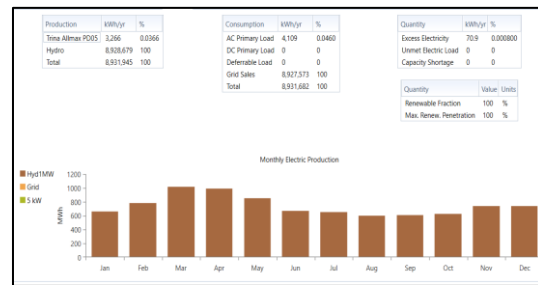 Production kWh/yr %
Trina Allmax PD05 3,266 0.0366
Hydro 8,928,679 100
Total 8,931,945 100
Consumption kWh/yr %
AC Primary Load 4,109 0.0460
DC Primary Load 0 0
Deferrable Load 0 0
Grid Sales 8,927,573 100
Total 8,931,682 100
Quantity kWh/yr %
Excess Electricity 70.9 0.000800
Unmet Electric Load 0 0
Capacity Shortage 0 0
Quantity Value Units
Renewable Fraction 100 %
Max. Renew. Penetration 100 %
Monthly Electric Production
Hyd1MW
Grid
5 kW
MWh
1200
1000
800
600
400
200
0
Jan Feb Mar Apr May Jun Jul Aug Sep Oct Nov Dec